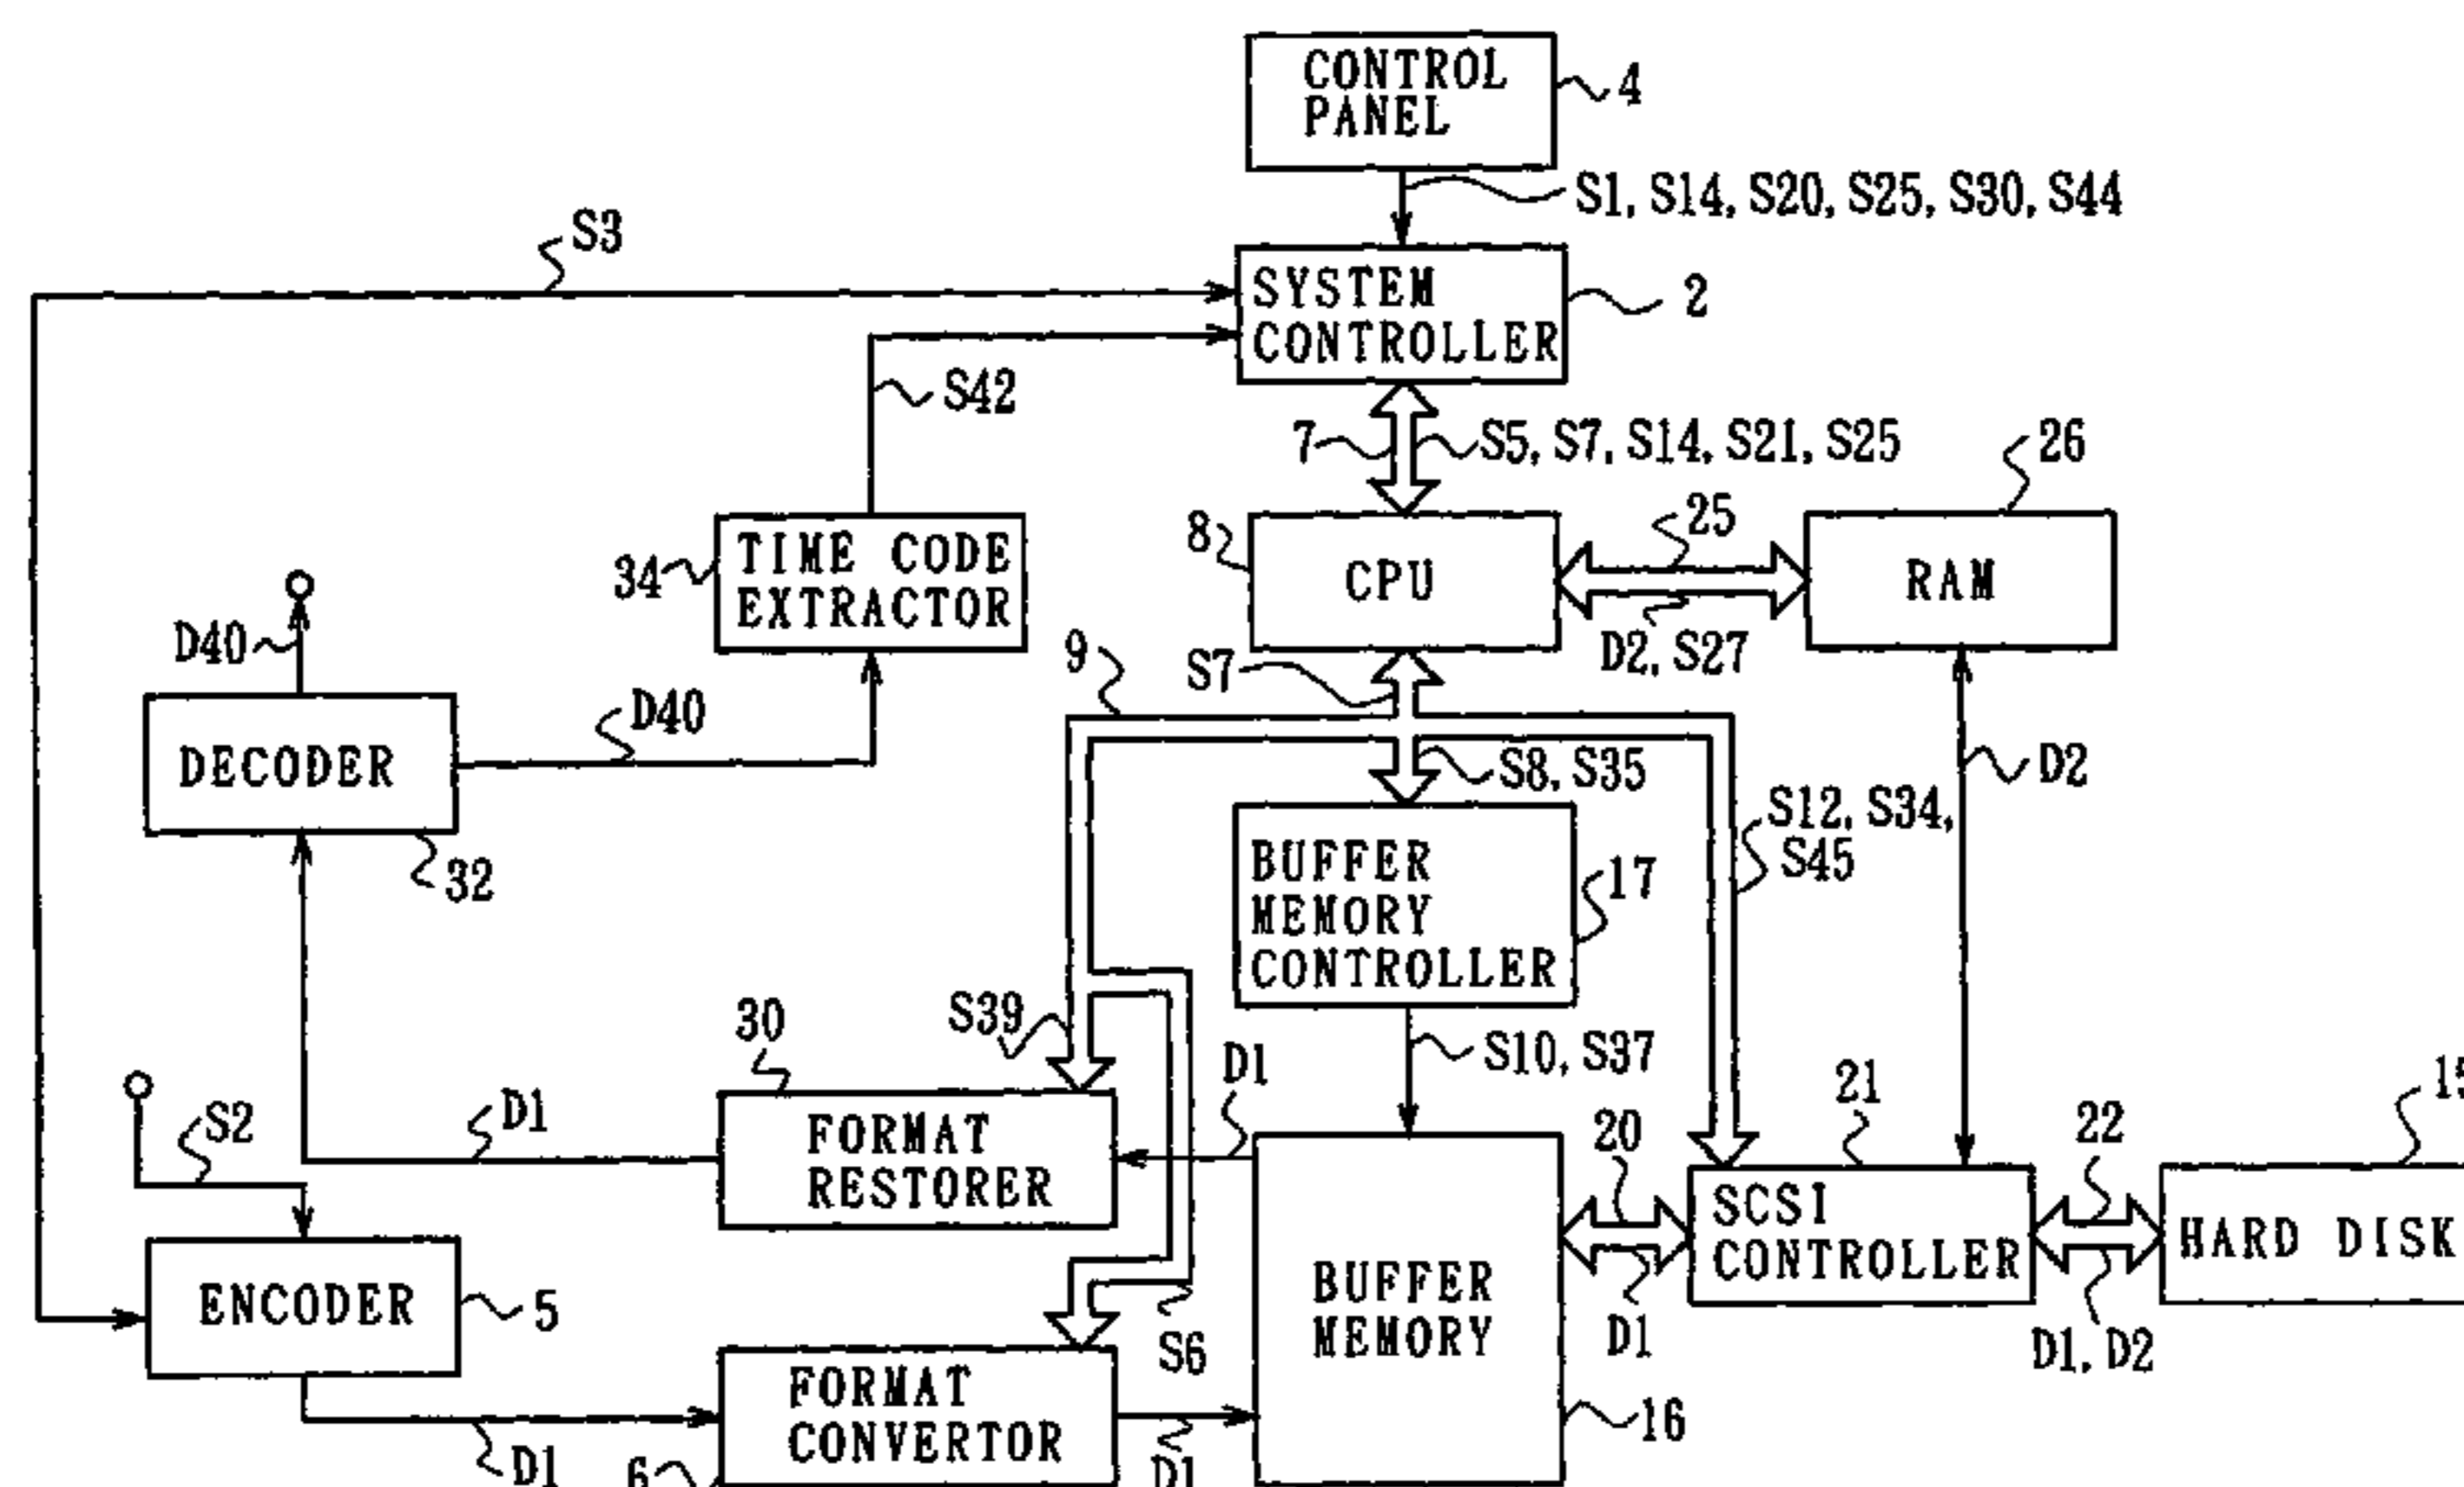 CONTROL
PANEL
4
S1, S14, S20, S25, S30, S44
S3
SYSTEM
CONTROLLER
2
S42
7
S5, S7, S14, S21, S25
26
25
8
CPU
RAM
34
TIME CODE
EXTRACTOR
D40
9
S7
D2, S27
D40
DECODER
S8, S35
D2
S12, S34,
S45
32
BUFFER
MEMORY
CONTROLLER
17
30
S39
D1
S10, S37
21
15
S2
D1
FORMAT
RESTORER
20
22
SCSI
CONTROLLER
HARD DISK
ENCODER
5
BUFFER
MEMORY
D1
D1, D2
S6
FORMAT
CONVERTOR
16
D1
6
D1